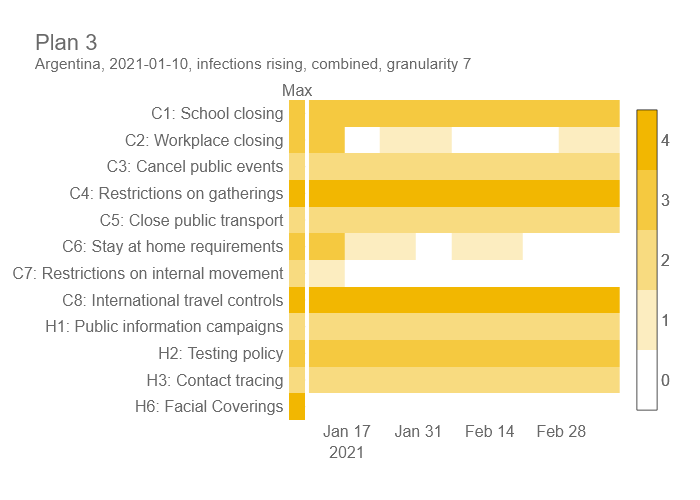 Plan 3
Argentina, 2021-01-10, infections rising, combined, granularity 7
Max
C1: School closing
C2: Workplace closing
C3: Cancel public events
C4: Restrictions on gatherings
C5: Close public transport
C6: Stay at home requirements
C7: Restrictions on internal movement
C8: International travel controls
H1: Public information campaigns
H2: Testing policy
H3: Contact tracing
H6: Facial Coverings
Jan 17 Jan 31 Feb 14 Feb 28
2021
4
3
2
1
0